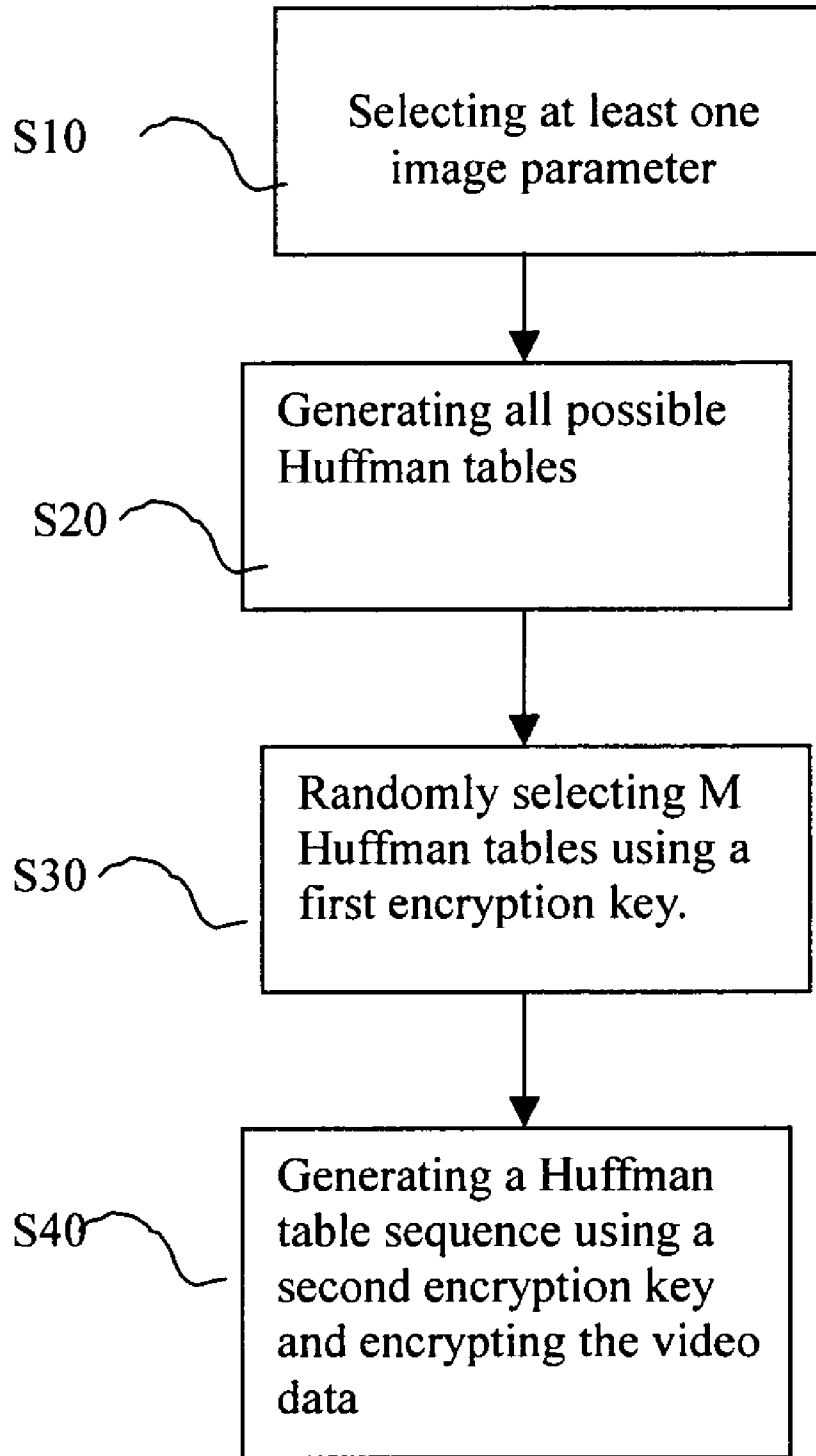 S10
Selecting at least one
image parameter
S20
Generating all possible
Huffman tables
S30
Randomly selecting M
Huffman tables using a
first encryption key.
S40
Generating a Huffman
table sequence using a
second encryption key
and encrypting the video
data